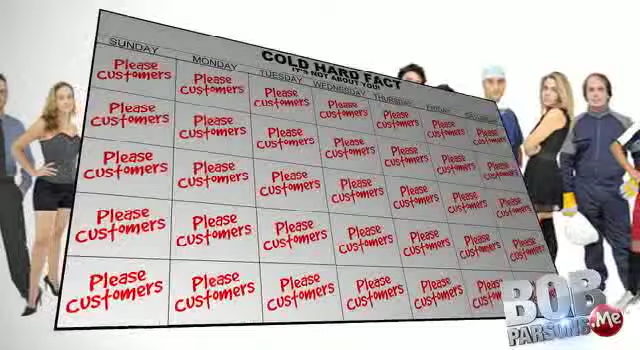 COLD HARD FACT
IT'S NOT ABOUT YOU!
SUNDAY MONDAY TUESDAY WEDNESDAY THURSDAY FRIDAY SATURDAY
Please Please Please Please Please Please Please
customers customers customers customers customers customers customers
Please Please Please Please Please Please Please
customers customers customers customers customers customers customers
Please Please Please Please Please Please Please
customers customers customers customers customers customers customers
Please Please Please Please Please Please Please
customers customers customers customers customers customers customers
Please Please Please Please Please Please
customers customers customers customers customers
BOB
PARSONS.Me